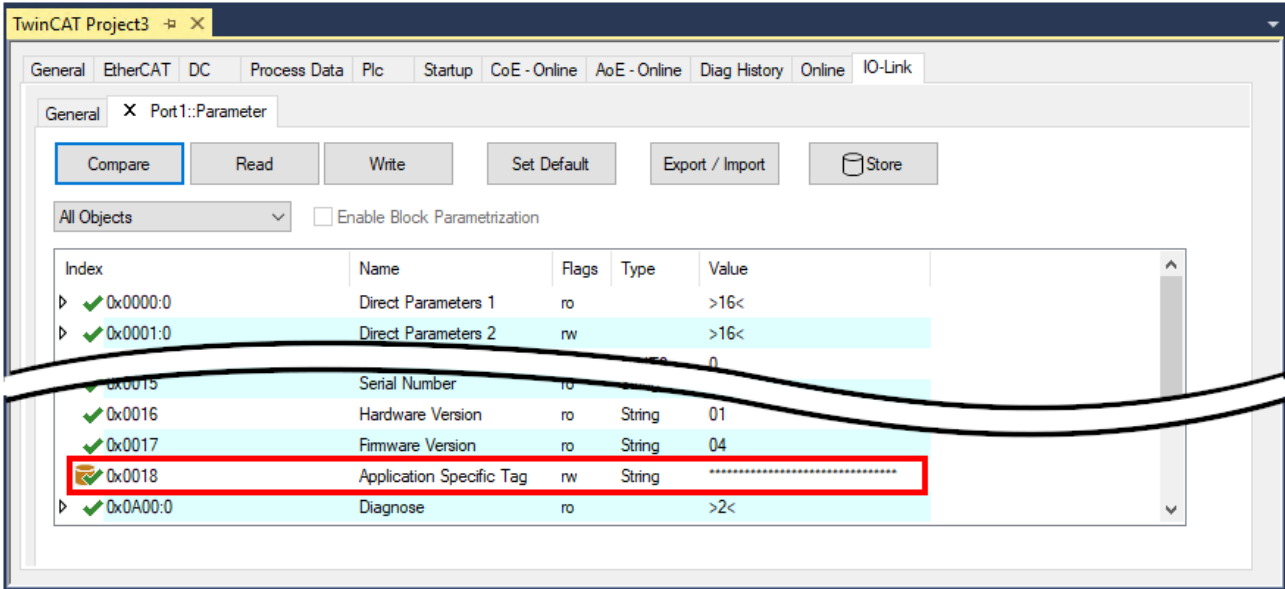 TwinCAT Project3
General EtherCAT DC Process Data Plc Startup CoE - Online AoE - Online Diag History Online IO-Link
General X Port1::Parameter
Compare Read Write Set Default Export / Import Store
All Objects Enable Block Parametrization
Index Name Flags Type Value
0x0000:0 Direct Parameters 1 ro >16<
0x0001:0 Direct Parameters 2 rw >16<
0
0x0015 Serial Number ro
0x0016 Hardware Version ro String 01
0x0017 Firmware Version ro String 04
0x0018 Application Specific Tag rw String ********************************
0x0A00:0 Diagnose ro >2<